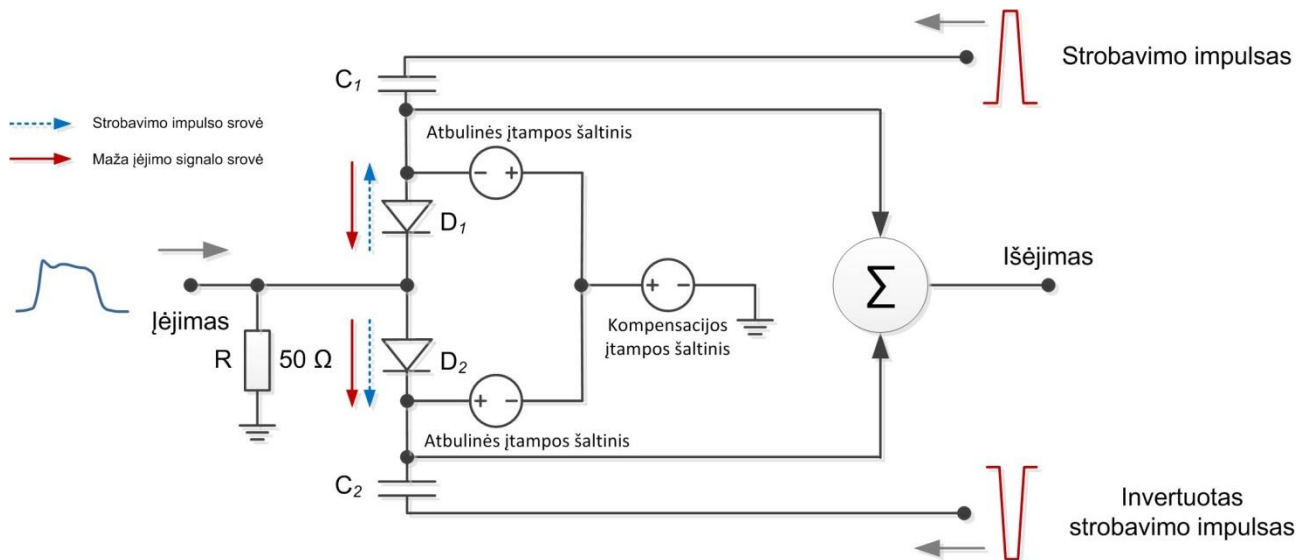 Strobavimo impulsas
C1
Strobavimo impulso srovė
Maža įėjimo signalo srovė
Atbulinės įtampos šaltinis
- +
D1
Įėjimas
R 50 Ω
+ -
Kompensacijos
įtampos šaltinis
Σ
Išėjimas
D2
+ -
Atbulinės įtampos šaltinis
C2
Invertuotas
strobavimo impulsas